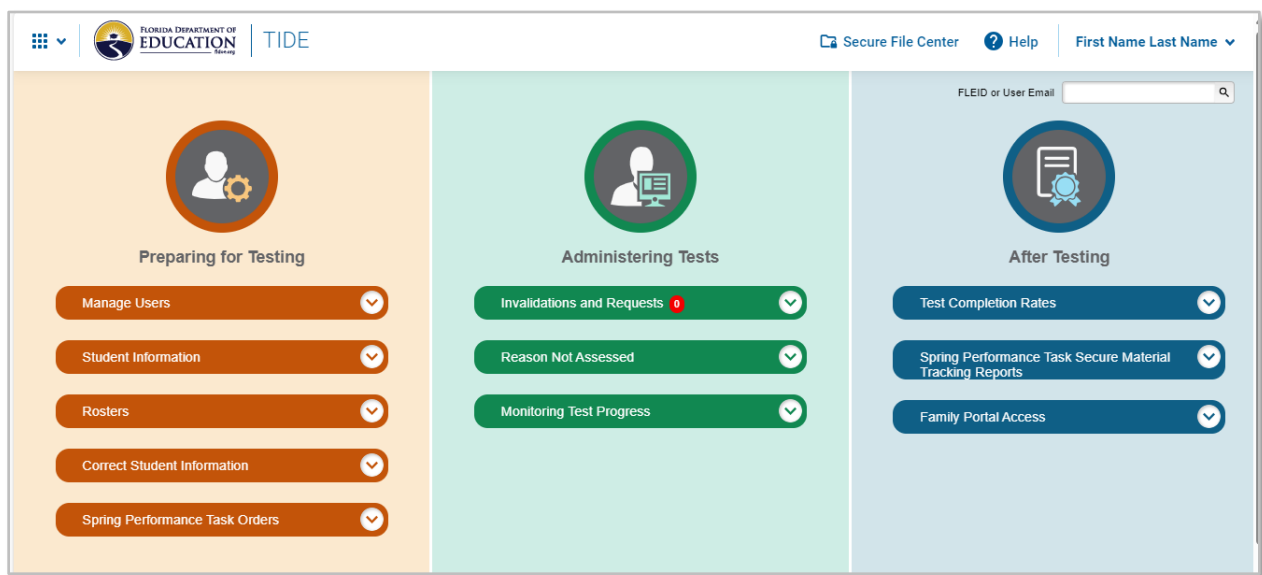 FLORIDA DEPARTMENT OF
EDUCATION
fldoe.org
TIDE
Secure File Center
? Help
First Name Last Name
FLEID or User Email
Preparing for Testing
Manage Users
Student Information
Rosters
Correct Student Information
Spring Performance Task Orders
Administering Tests
Invalidations and Requests 0
Reason Not Assessed
Monitoring Test Progress
After Testing
Test Completion Rates
Spring Performance Task Secure Material
Tracking Reports
Family Portal Access